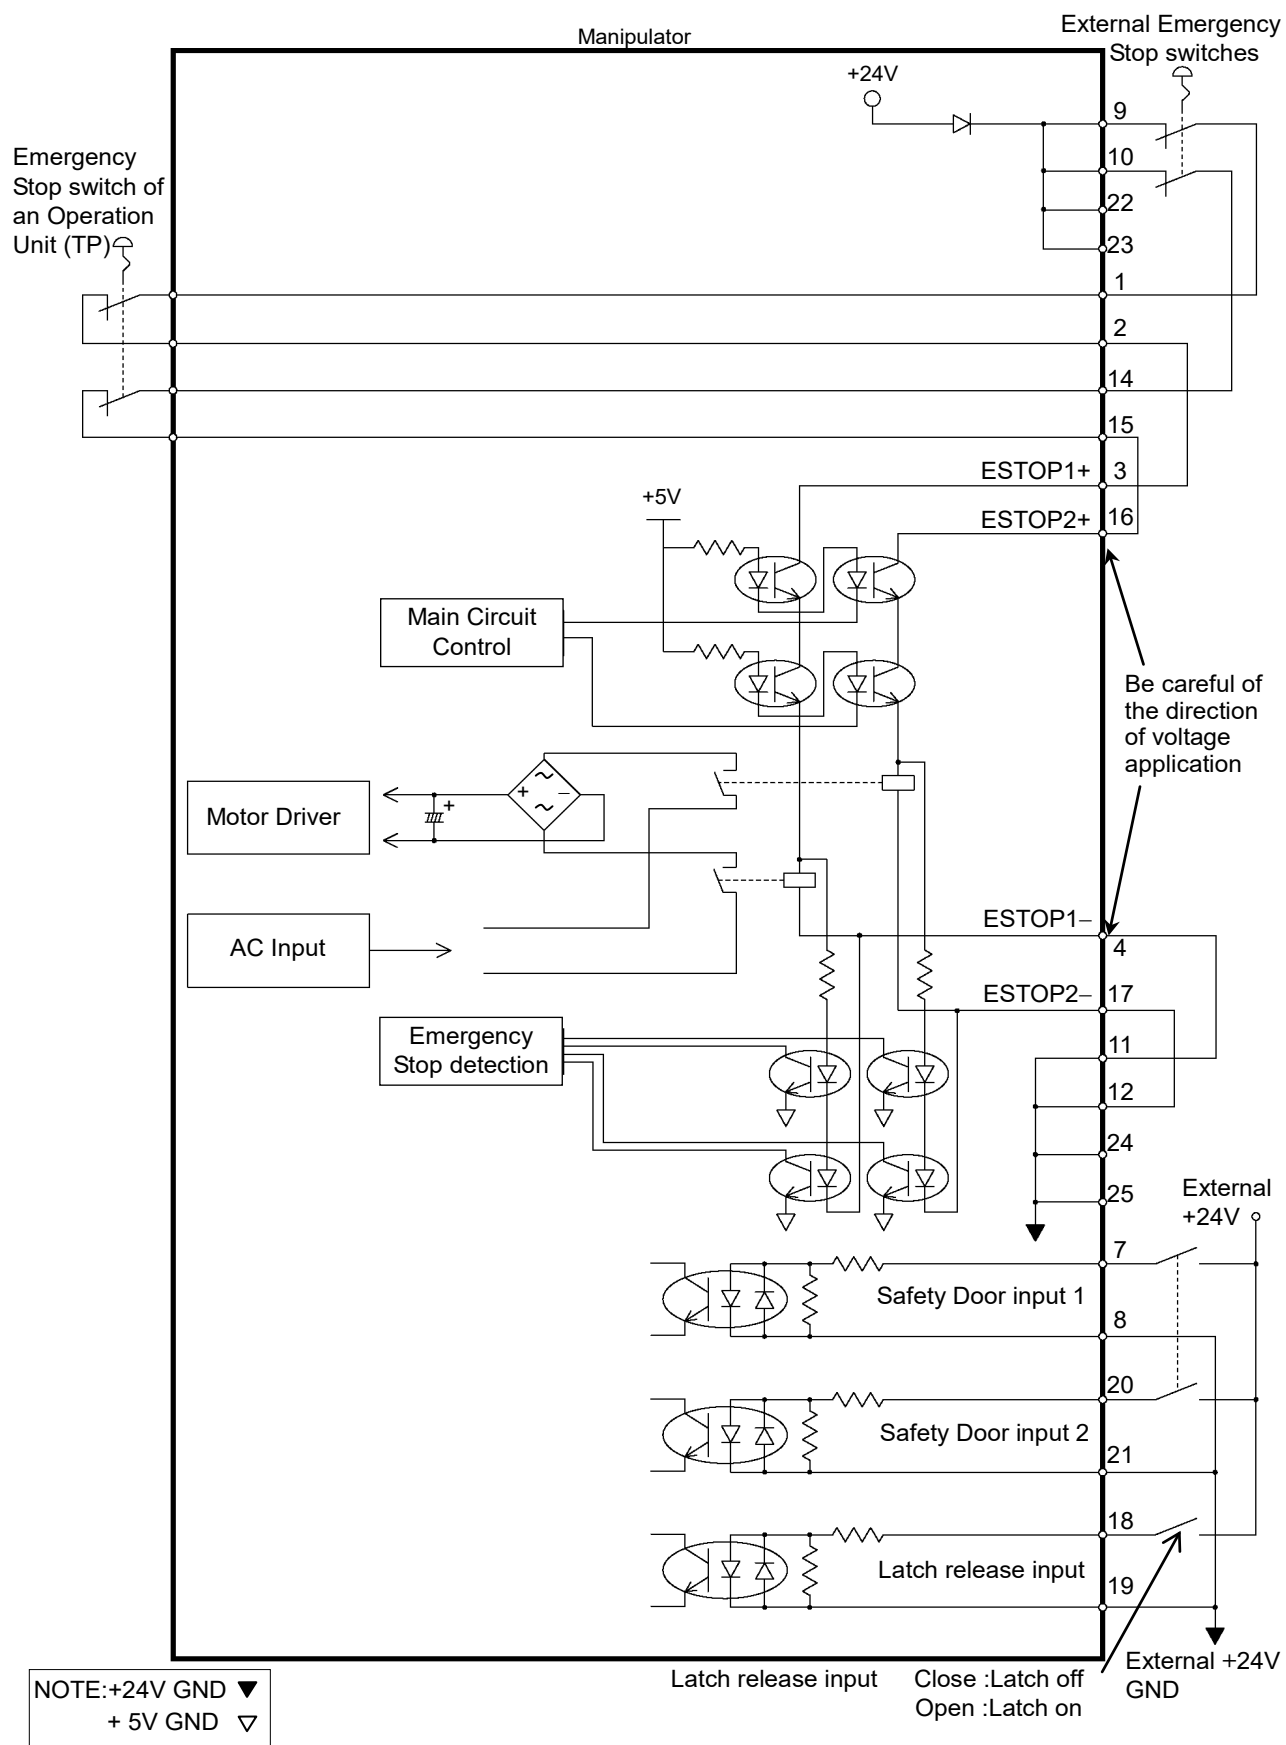 Manipulator
External Emergency
Stop switches
+24V
9
10
22
23
Emergency
Stop switch of
an Operation
Unit (TP)
1
2
14
15
ESTOP1+ 3
ESTOP2+ 16
+5V
Main Circuit
Control
Be careful of
the direction
of voltage
application
+ −
+
Motor Driver
AC Input
ESTOP1−
4
ESTOP2− 17
11
12
24
25
Emergency
Stop detection
External
+24V
7
Safety Door input 1
8
20
Safety Door input 2
21
18
Latch release input
19
External +24V
GND
Latch release input Close :Latch off
Open :Latch on
NOTE:+24V GND
+ 5V GND